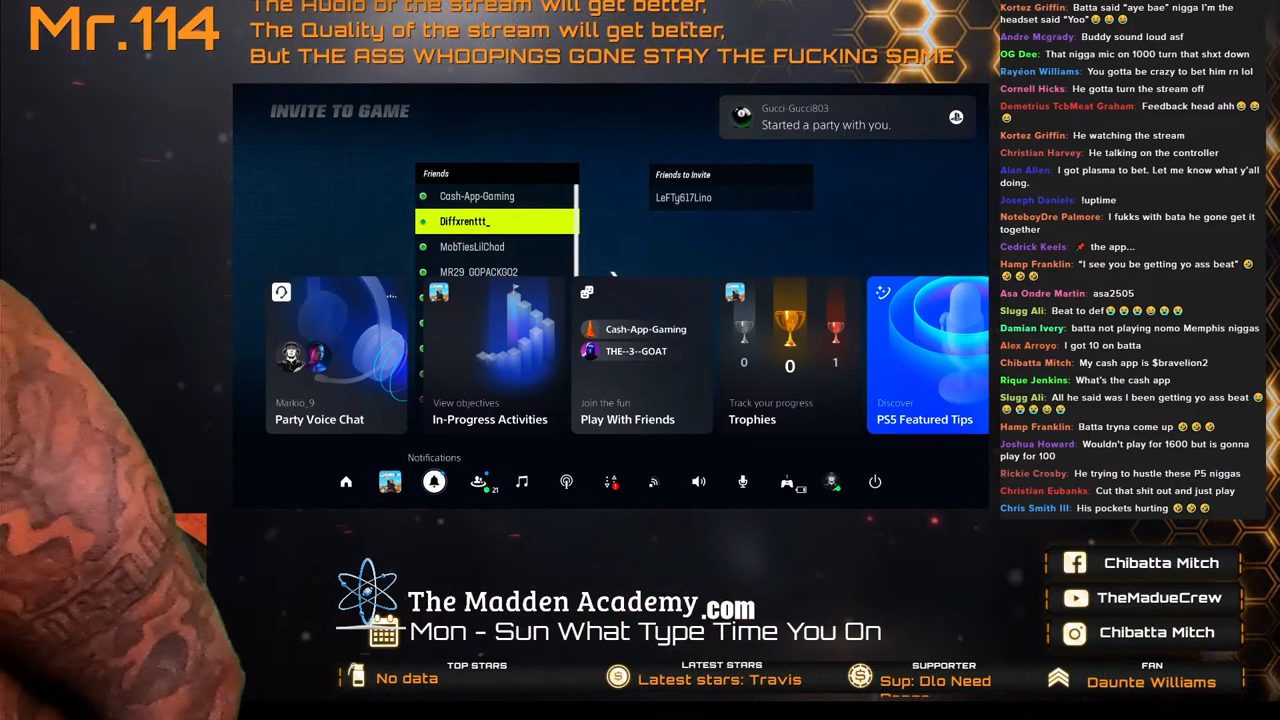 Mr.114
The Audio of the stream will get better,
The Quality of the stream will get better,
But THE ASS WHOOPINGS GONE STAY THE FUCKING SAME
INVITE TO GAME
Gucci-Gucci803
Started a party with you.
Friends
Cash-App-Gaming
Diffxrenttt_
MobTiesLilChad
MR29_GOPACKGO2
Friends to Invite
LeFTy617Lino
Markio_9
Party Voice Chat
View objectives
In-Progress Activities
Cash-App-Gaming
THE--3--GOAT
Join the fun
Play With Friends
0
0
1
Track your progress
Trophies
Discover
PS5 Featured Tips
Notifications
21
Kortez Griffin: Batta said “aye bae” nigga I'm the
headset said “Yoo”😂😂😂
Andre Mcgrady: Buddy sound loud asf
OG Dee: That nigga mic on 1000 turn that shxt down
Rayéon Williams: You gotta be crazy to bet him rn lol
Cornell Hicks: He gotta turn the stream off
Demetrius TcbMeat Graham: Feedback head ahh😂😂
😂
Kortez Griffin: He watching the stream
Christian Harvey: He talking on the controller
Alan Allen: I got plasma to bet. Let me know what y'all
doing.
Joseph Daniels: !uptime
NoteboyDre Palmore: I fukks with bata he gone get it
together
Cedrick Keels: 📌 the app...
Hamp Franklin: “I see you be getting yo ass beat” 🤣
🤣🤣🤣
Asa Ondre Martin: asa2505
Slugg Ali: Beat to def😭😭😭😂😭😭
Damian Ivery: batta not playing nomo Memphis niggas
Alex Arroyo: I got 10 on batta
Chibatta Mitch: My cash app is $bravelion2
Rique Jenkins: What's the cash app
Slugg Ali: All he said was I been getting yo ass beat 😂
😂😭😭😂😭
Hamp Franklin: Batta tryna come up 🤣🤣🤣
Joshua Howard: Wouldn't play for 1600 but is gonna
play for 100
Rickie Crosby: He trying to hustle these P5 niggas
Christian Eubanks: Cut that shit out and just play
Chris Smith III: His pockets hurting 🤣🤣🤣
The Madden Academy.com
Mon - Sun What Type Time You On
Chibatta Mitch
TheMadueCrew
Chibatta Mitch
TOP STARS
No data
LATEST STARS
Latest stars: Travis
SUPPORTER
Sup: Dlo Need
FAN
Daunte Williams